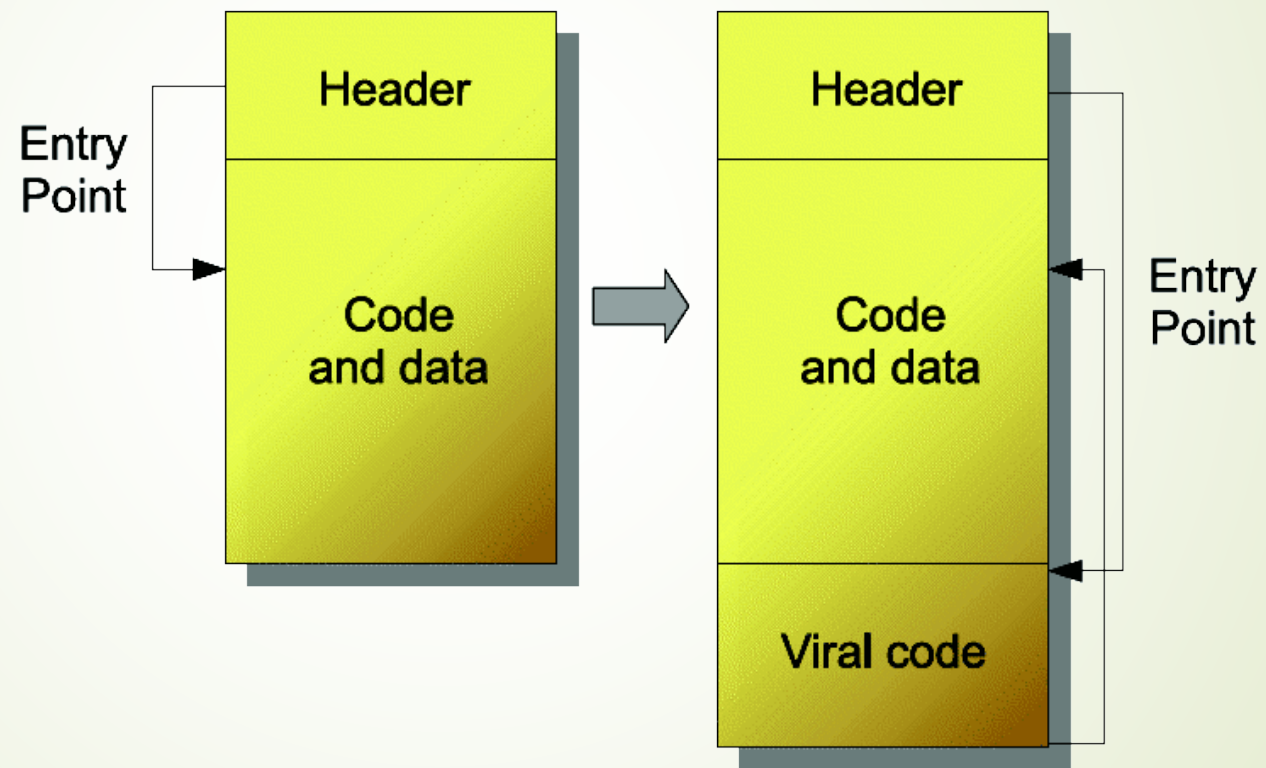 Header
Entry
Point
Code
and data
Header
Entry
Point
Code
and data
Viral code